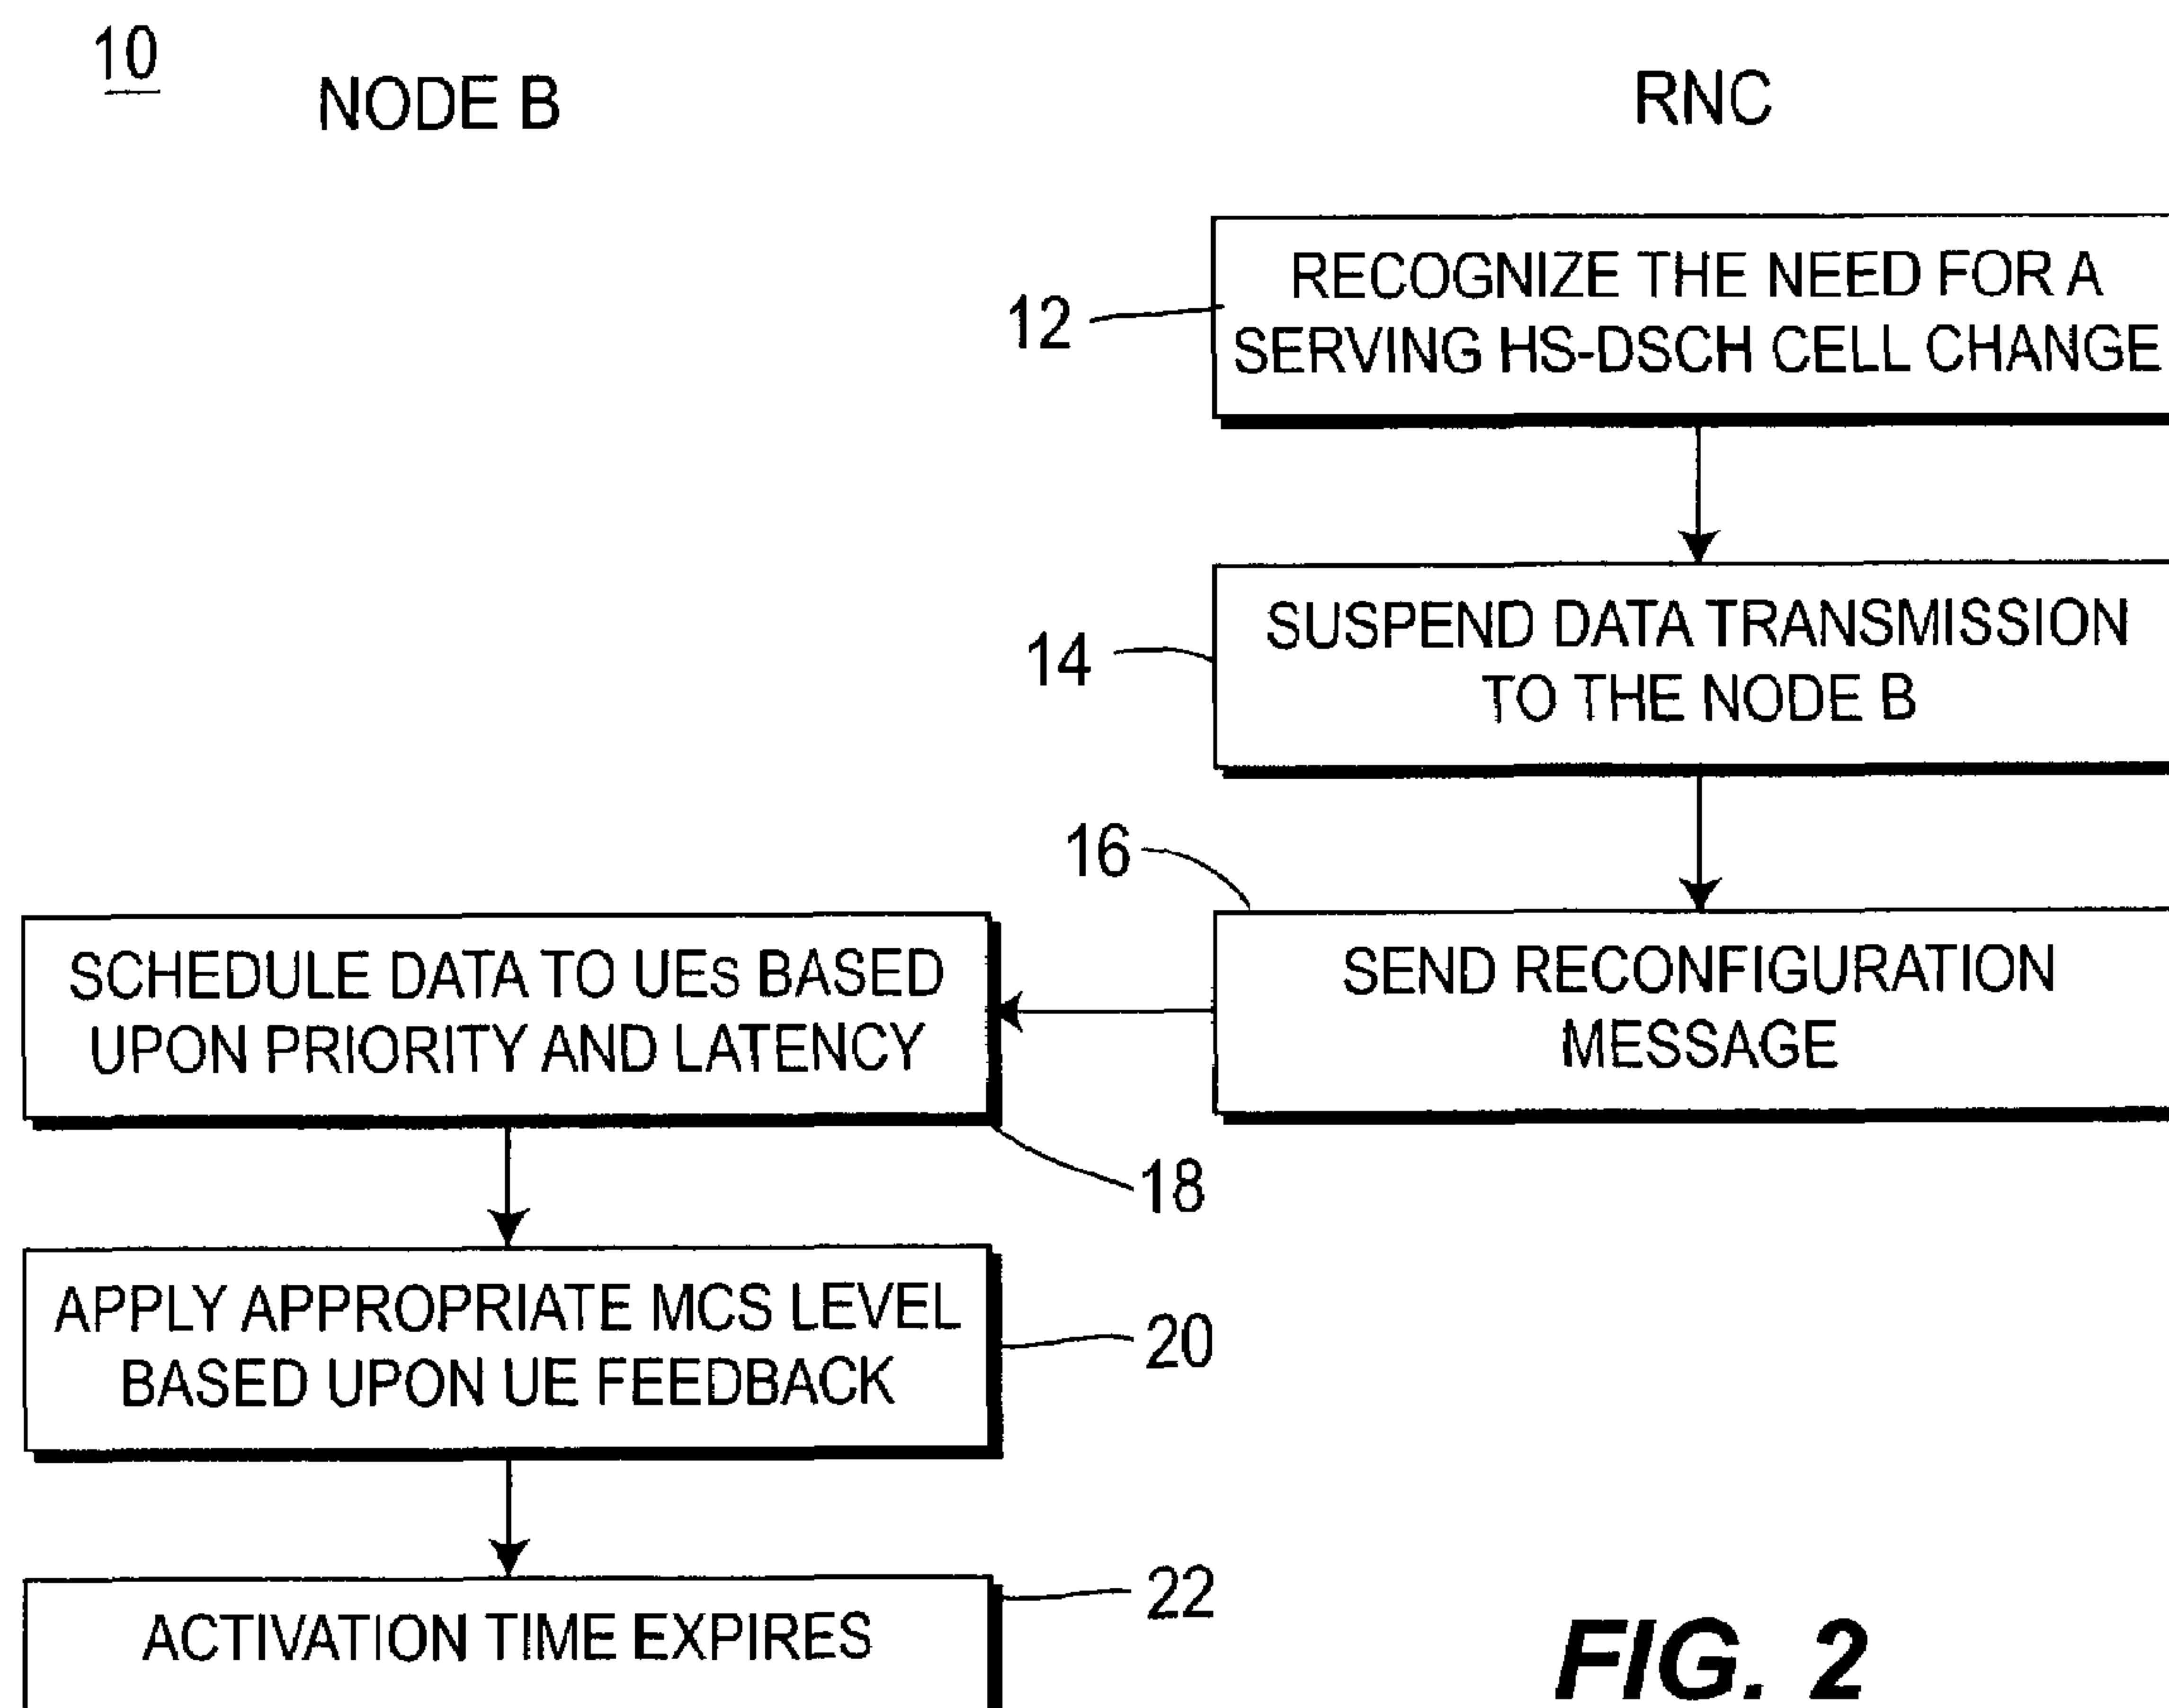 10
NODE B
RNC
12
RECOGNIZE THE NEED FOR A
SERVING HS-DSCH CELL CHANGE
14
SUSPEND DATA TRANSMISSION
TO THE NODE B
16
SEND RECONFIGURATION
MESSAGE
SCHEDULE DATA TO UEs BASED
UPON PRIORITY AND LATENCY
18
APPLY APPROPRIATE MCS LEVEL
BASED UPON UE FEEDBACK
20
ACTIVATION TIME EXPIRES
22
FIG. 2